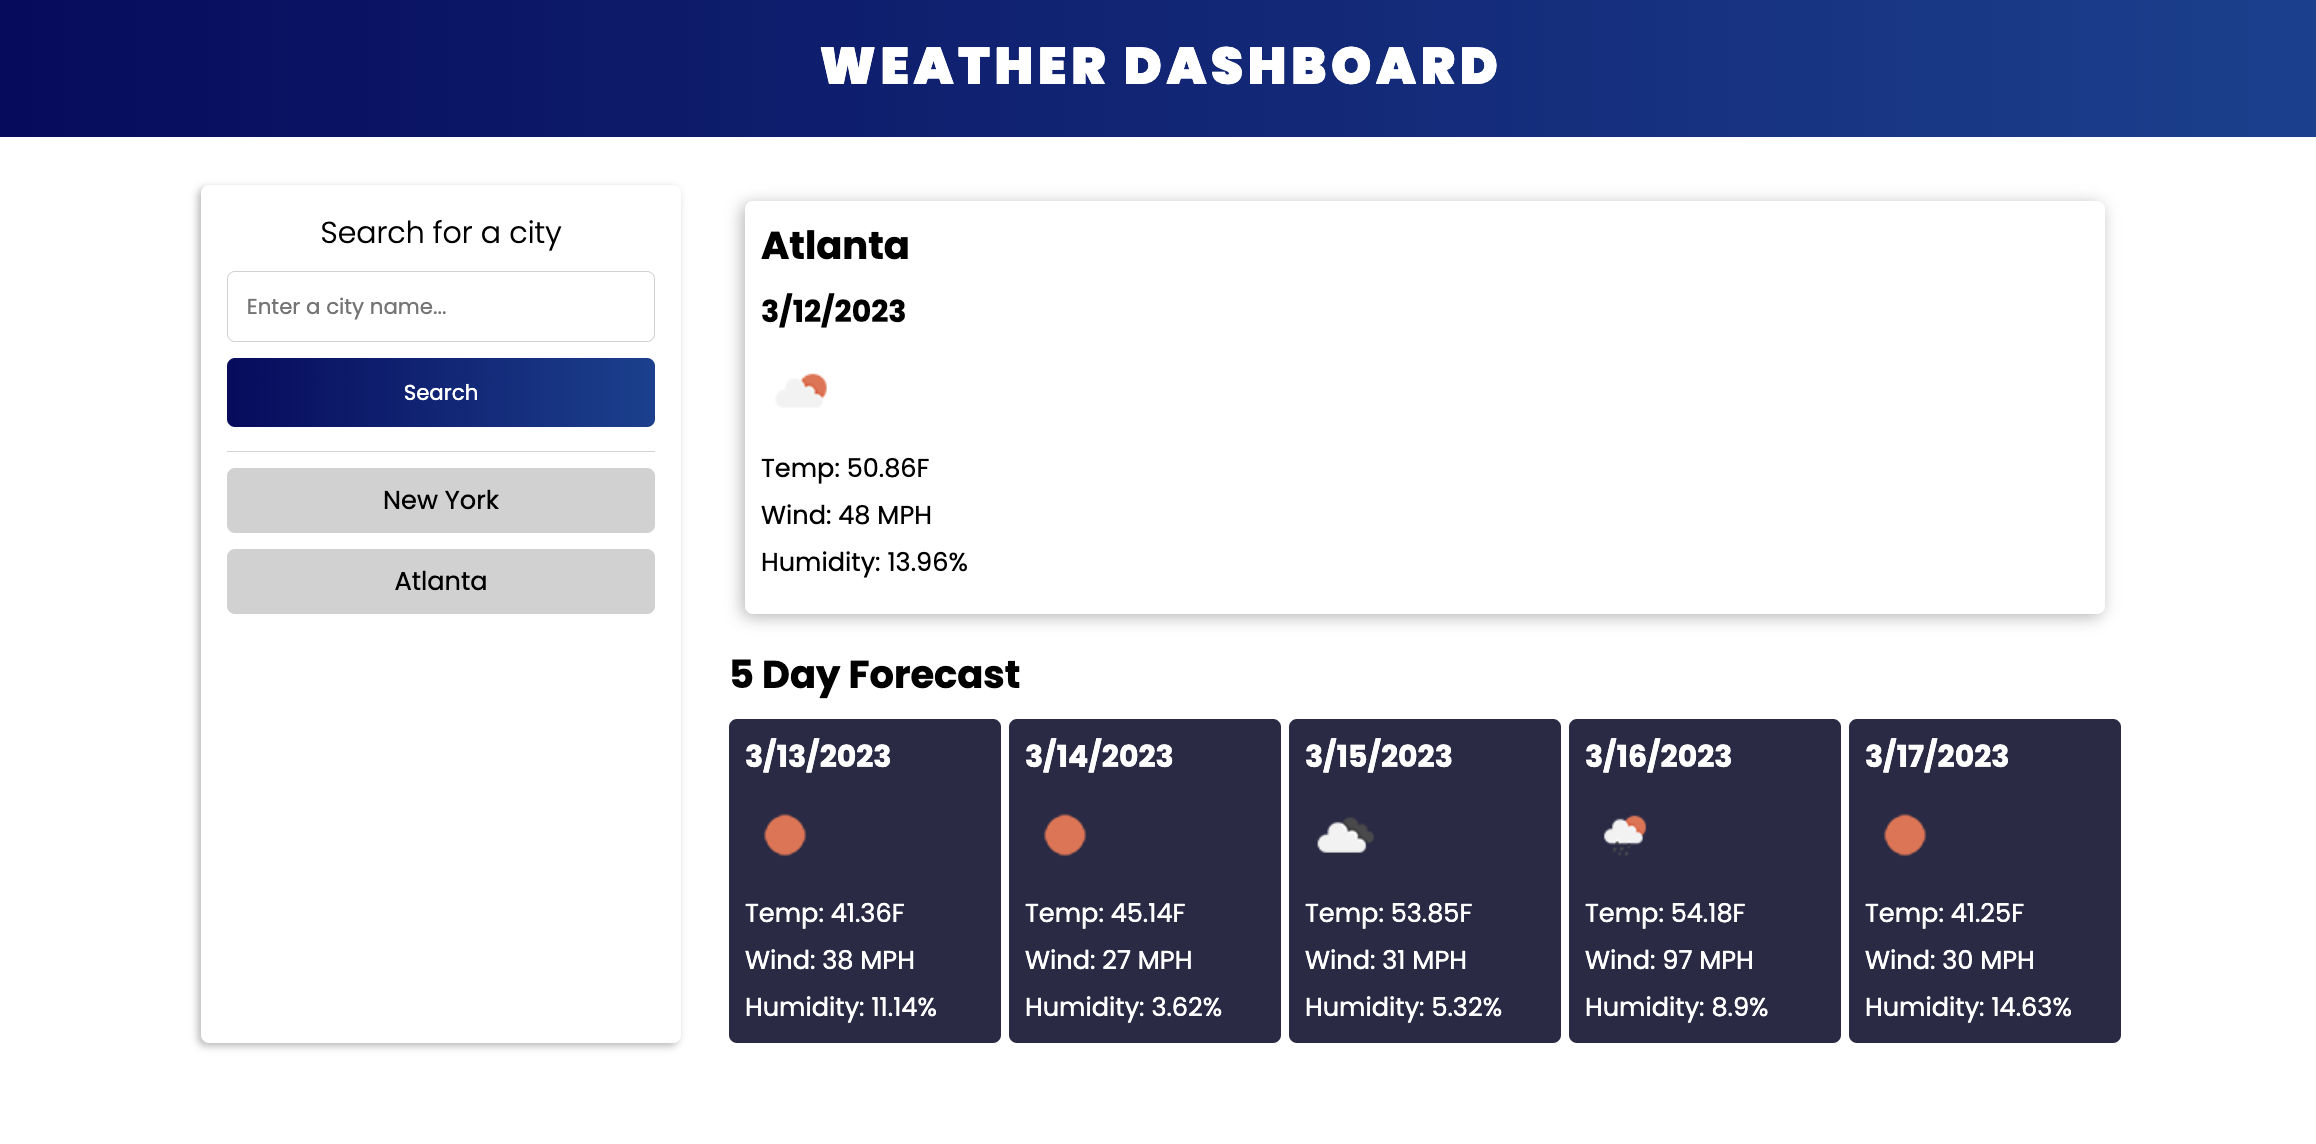 WEATHER DASHBOARD
Search for a city
Enter a city name...
Search
New York
Atlanta
Atlanta
3/12/2023
Temp: 50.86F
Wind: 48 MPH
Humidity: 13.96%
5 Day Forecast
3/13/2023
Temp: 41.36F
Wind: 38 MPH
Humidity: 11.14%
3/14/2023
Temp: 45.14F
Wind: 27 MPH
Humidity: 3.62%
3/15/2023
Temp: 53.85F
Wind: 31 MPH
Humidity: 5.32%
3/16/2023
Temp: 54.18F
Wind: 97 MPH
Humidity: 8.9%
3/17/2023
Temp: 41.25F
Wind: 30 MPH
Humidity: 14.63%